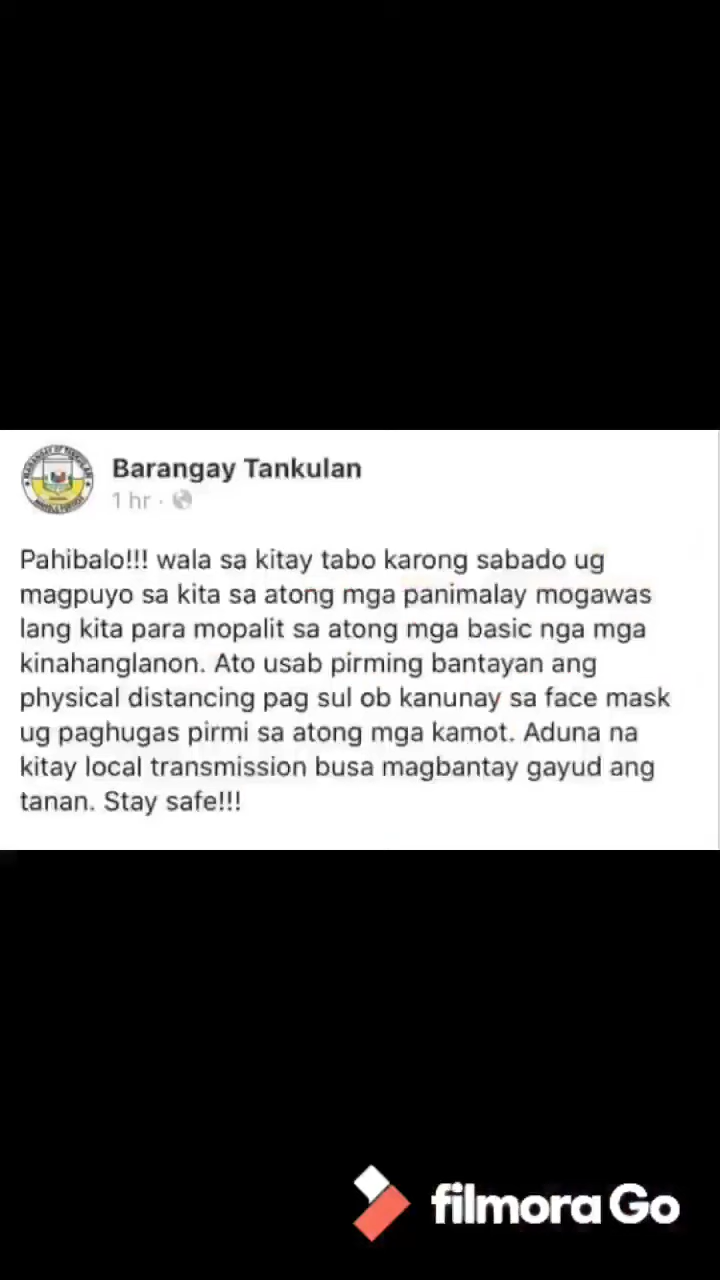 Barangay Tankulan
1 hr ·
Pahibalo!!! wala sa kitay tabo karong sabado ug
magpuyo sa kita sa atong mga panimalay mogawas
lang kita para mopalit sa atong mga basic nga mga
kinahanglanon. Ato usab pirming bantayan ang
physical distancing pag sul ob kanunay sa face mask
ug paghugas pirmi sa atong mga kamot. Aduna na
kitay local transmission busa magbantay gayud ang
tanan. Stay safe!!!
filmora Go